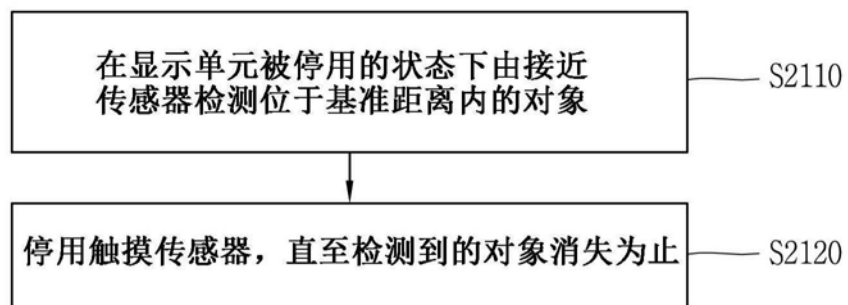 在显示单元被停用的状态下由接近
传感器检测位于基准距离内的对象
S2110
停用触摸传感器，直至检测到的对象消失为止
S2120